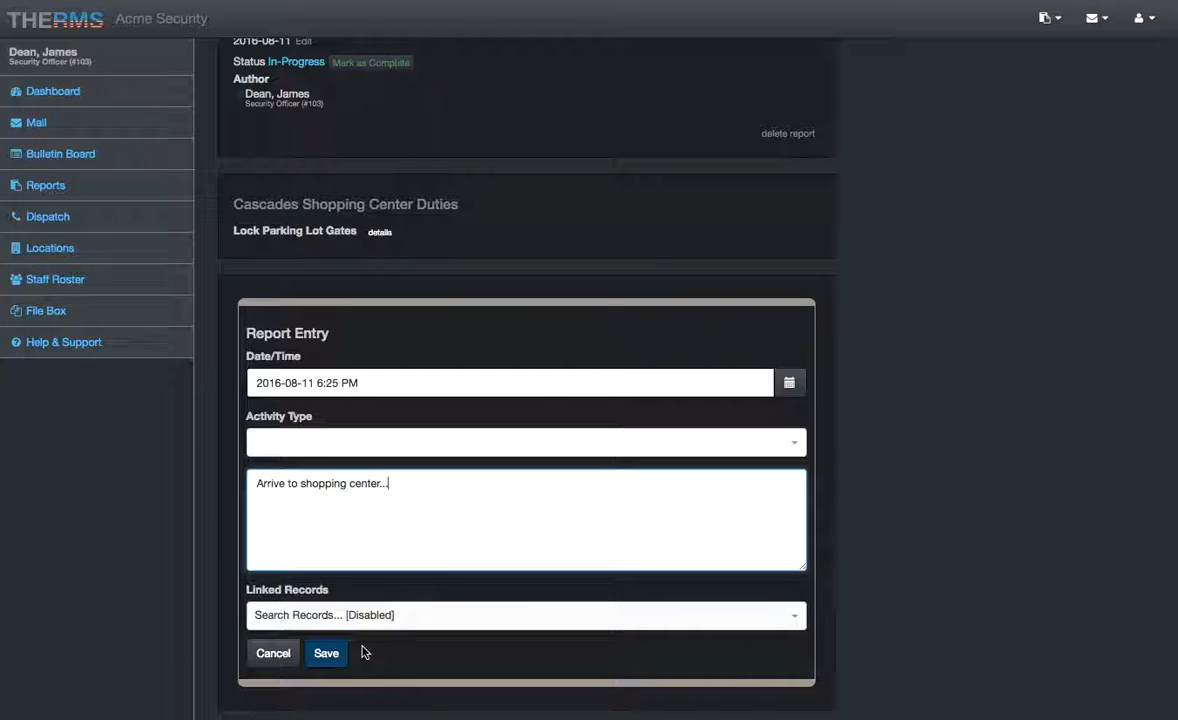 THERMS Acme Security
Dean, James
Security Officer (#103)
Dashboard
Mail
Bulletin Board
Reports
Dispatch
Locations
Staff Roster
File Box
Help & Support
2016-08-11 Edit
Status In-Progress Mark as Complete
Author
Dean, James
Security Officer (#103)
delete report
Cascades Shopping Center Duties
Lock Parking Lot Gates details
Report Entry
Date/Time
2016-08-11 6:25 PM
Activity Type
Arrive to shopping center...
Linked Records
Search Records... [Disabled]
Cancel Save